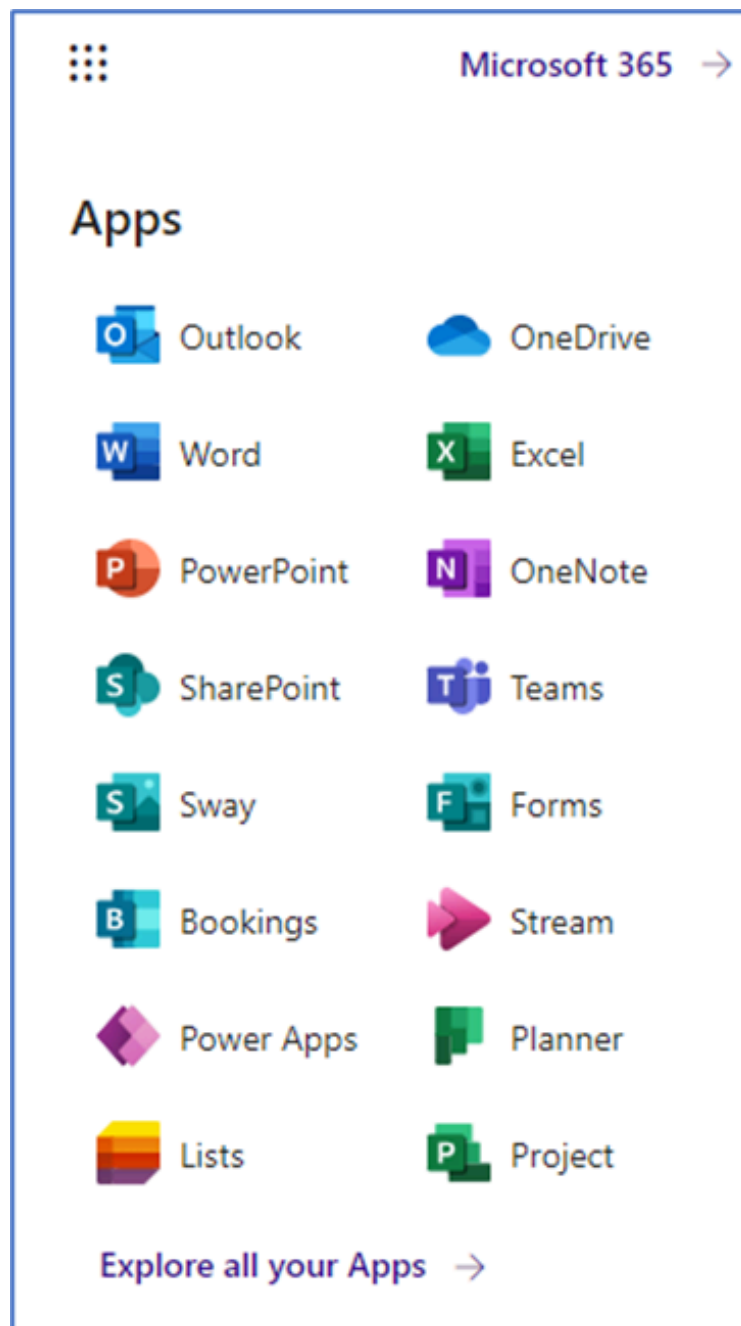 Microsoft 365 →
Apps
O Outlook
OneDrive
W Word
X Excel
P PowerPoint
N OneNote
S SharePoint
T Teams
S Sway
F Forms
B Bookings
Stream
Power Apps
Planner
Lists
P Project
Explore all your Apps →